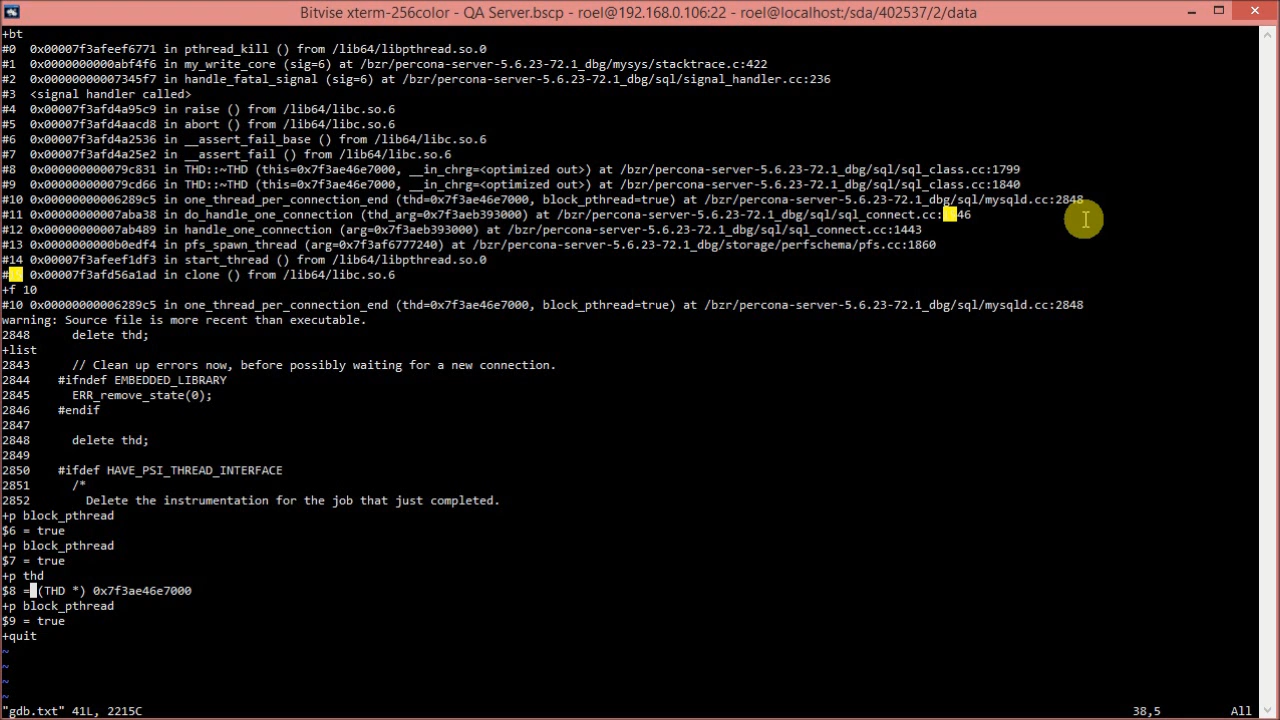 Bitvise xterm-256color - QA Server.bscp - roel@192.168.0.106:22 - roel@localhost:/sda/402537/2/data
+bt
#0 0x00007f3afeef6771 in pthread_kill () from /lib64/libpthread.so.0
#1 0x0000000000abf4f6 in my_write_core (sig=6) at /bzr/percona-server-5.6.23-72.1_dbg/mysys/stacktrace.c:422
#2 0x00000000007345f7 in handle_fatal_signal (sig=6) at /bzr/percona-server-5.6.23-72.1_dbg/sql/signal_handler.cc:236
#3 <signal handler called>
#4 0x00007f3afd4a95c9 in raise () from /lib64/libc.so.6
#5 0x00007f3afd4aacd8 in abort () from /lib64/libc.so.6
#6 0x00007f3afd4a2536 in __assert_fail_base () from /lib64/libc.so.6
#7 0x00007f3afd4a25e2 in __assert_fail () from /lib64/libc.so.6
#8 0x000000000079c831 in THD::~THD (this=0x7f3ae46e7000, __in_chrg=<optimized out>) at /bzr/percona-server-5.6.23-72.1_dbg/sql/sql_class.cc:1799
#9 0x000000000079cd66 in THD::~THD (this=0x7f3ae46e7000, __in_chrg=<optimized out>) at /bzr/percona-server-5.6.23-72.1_dbg/sql/sql_class.cc:1840
#10 0x00000000006289c5 in one_thread_per_connection_end (thd=0x7f3ae46e7000, block_pthread=true) at /bzr/percona-server-5.6.23-72.1_dbg/sql/mysqld.cc:2848
#11 0x00000000007aba38 in do_handle_one_connection (thd_arg=0x7f3aeb393000) at /bzr/percona-server-5.6.23-72.1_dbg/sql/sql_connect.cc: 46
#12 0x00000000007ab489 in handle_one_connection (arg=0x7f3aeb393000) at /bzr/percona-server-5.6.23-72.1_dbg/sql/sql_connect.cc:1443
#13 0x0000000000b0edf4 in pfs_spawn_thread (arg=0x7f3af6777240) at /bzr/percona-server-5.6.23-72.1_dbg/storage/perfschema/pfs.cc:1860
#14 0x00007f3afeef1df3 in start_thread () from /lib64/libpthread.so.0
# 0x00007f3afd56a1ad in clone () from /lib64/libc.so.6
+f 10
#10 0x00000000006289c5 in one_thread_per_connection_end (thd=0x7f3ae46e7000, block_pthread=true) at /bzr/percona-server-5.6.23-72.1_dbg/sql/mysqld.cc:2848
warning: Source file is more recent than executable.
2848 delete thd;
+list
2843 // Clean up errors now, before possibly waiting for a new connection.
2844 #ifndef EMBEDDED_LIBRARY
2845 ERR_remove_state(0);
2846 #endif
2847
2848 delete thd;
2849
2850 #ifdef HAVE_PSI_THREAD_INTERFACE
2851 /*
2852 Delete the instrumentation for the job that just completed.
+p block_pthread
$6 = true
+p block_pthread
$7 = true
+p thd
$8 = (THD *) 0x7f3ae46e7000
+p block_pthread
$9 = true
+quit
~
~
~
~
"gdb.txt" 41L, 2215C 38,5 All